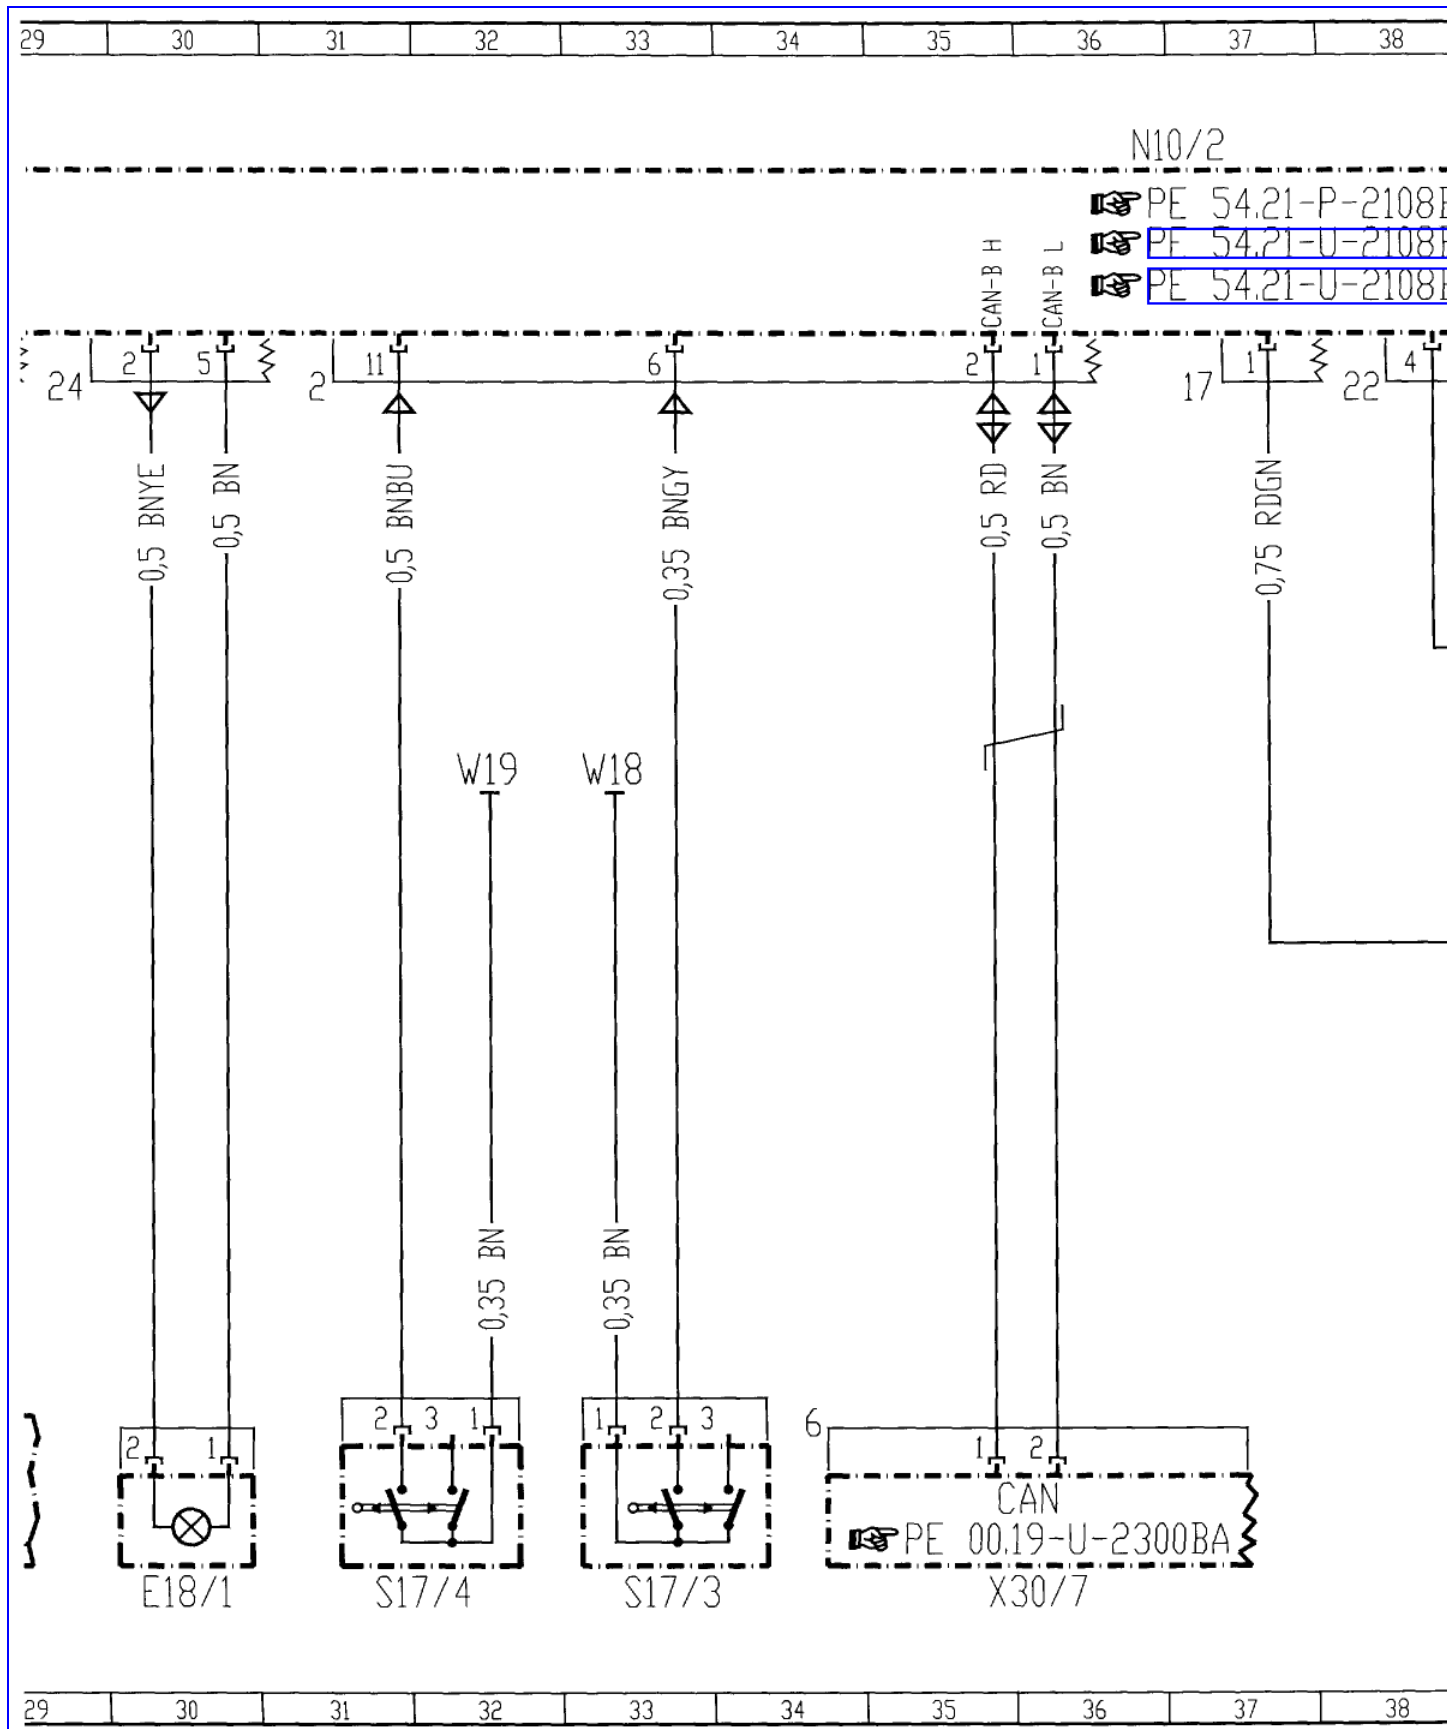 29 30 31 32 33 34 35 36 37 38
N10/2
PE 54.21-P-2108
PE 54.21-U-2108
PE 54.21-U-2108
CAN-B H
CAN-B L
2 5 11 6 2 1 1 4
24 2 17 22
0,5 BNYE
0,5 BN
0,5 BNBU
0,35 BNGY
0,5 RD
0,5 BN
0,75 RDGN
W19 W18
0,35 BN
0,35 BN
2 3 1 1 2 3 6
2 1 1 2
CAN
PE 00.19-U-2300BA
E18/1 S17/4 S17/3 X30/7
29 30 31 32 33 34 35 36 37 38